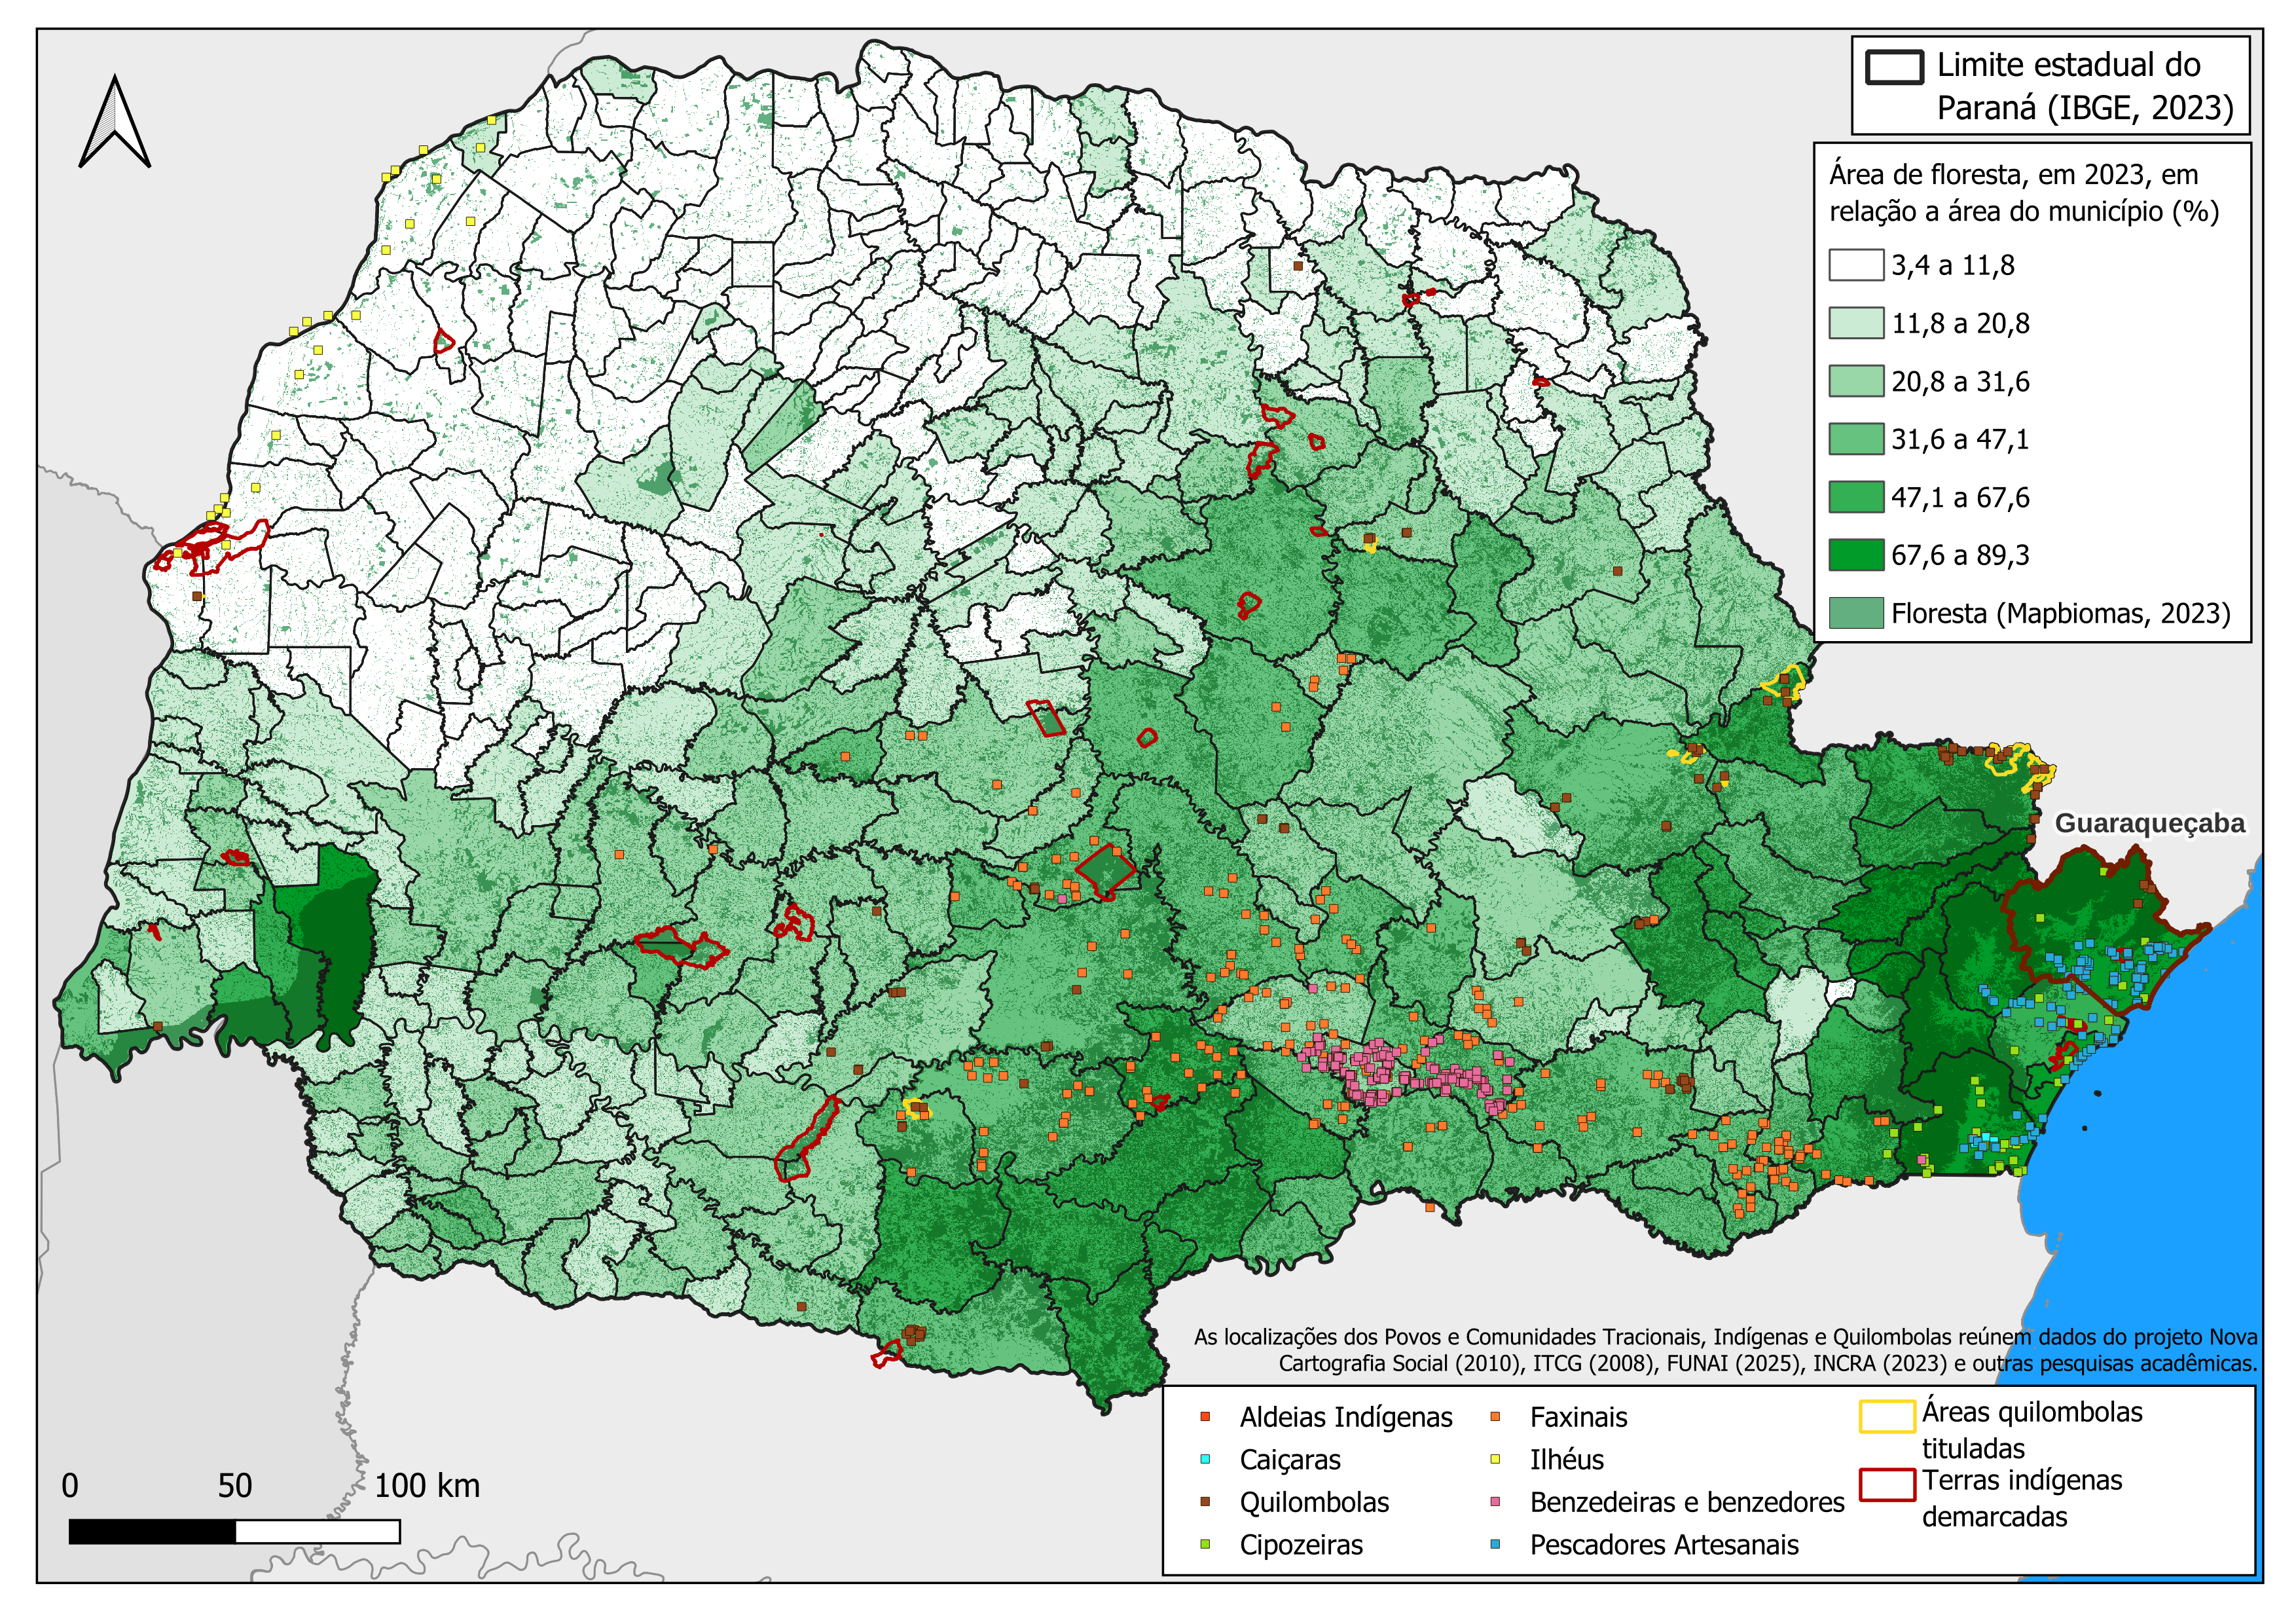 Limite estadual do
Paraná (IBGE, 2023)
Área de floresta, em 2023, em
relação a área do município (%)
3,4 a 11,8
11,8 a 20,8
20,8 a 31,6
31,6 a 47,1
47,1 a 67,6
67,6 a 89,3
Floresta (Mapbiomas, 2023)
Guaraqueçaba
As localizações dos Povos e Comunidades Tracionais, Indígenas e Quilombolas reúnem dados do projeto Nova
Cartografia Social (2010), ITCG (2008), FUNAI (2025), INCRA (2023) e outras pesquisas acadêmicas.
Aldeias Indígenas
Caiçaras
Quilombolas
Cipozeiras
Faxinais
Ilhéus
Benzedeiras e benzedores
Pescadores Artesanais
Áreas quilombolas
tituladas
Terras indígenas
demarcadas
0 50 100 km